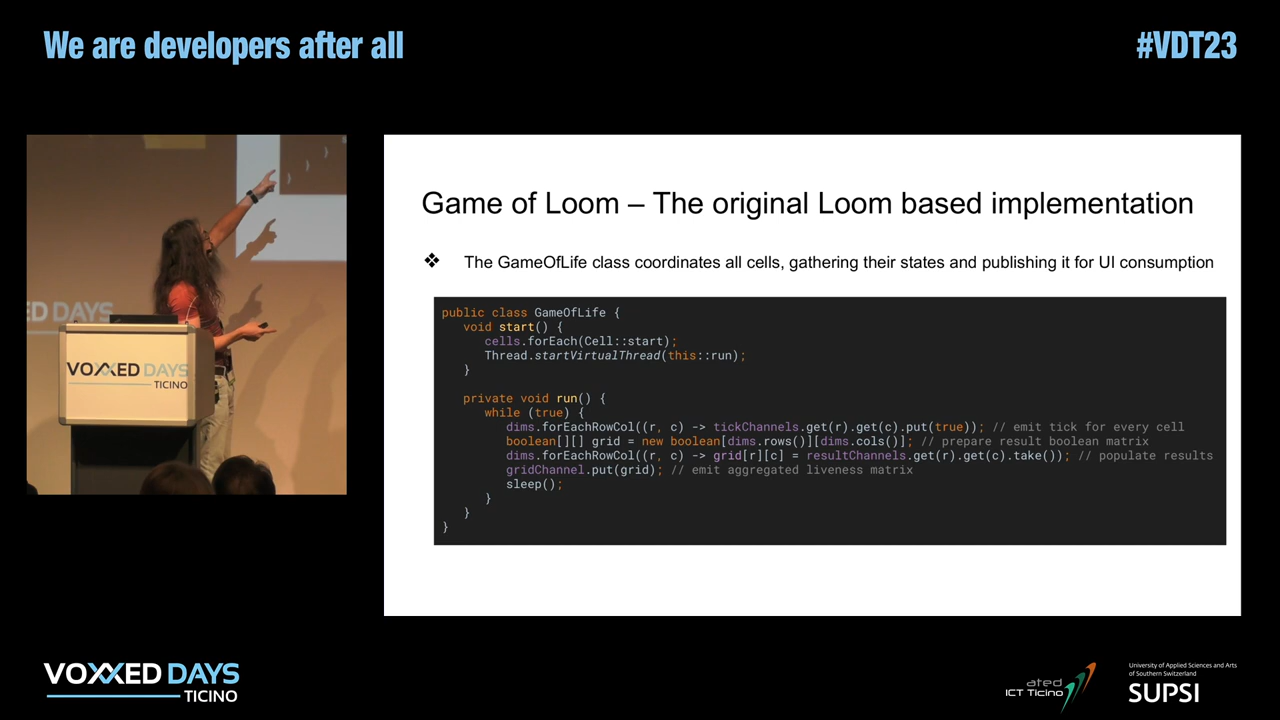 We are developers after all
#VDT23
ED DAYS
VOXXED DAYS
TICINO
Game of Loom – The original Loom based implementation
❖ The GameOfLife class coordinates all cells, gathering their states and publishing it for UI consumption
public class GameOfLife {
void start() {
cells.forEach(Cell::start);
Thread.startVirtualThread(this::run);
}
private void run() {
while (true) {
dims.forEachRowCol((r, c) -> tickChannels.get(r).get(c).put(true)); // emit tick for every cell
boolean[][] grid = new boolean[dims.rows()][dims.cols()]; // prepare result boolean matrix
dims.forEachRowCol((r, c) -> grid[r][c] = resultChannels.get(r).get(c).take()); // populate results
gridChannel.put(grid); // emit aggregated liveness matrix
sleep();
}
}
}
VOXXED DAYS
TICINO
ated
ICT Ticino
University of Applied Sciences and Arts
of Southern Switzerland
SUPSI